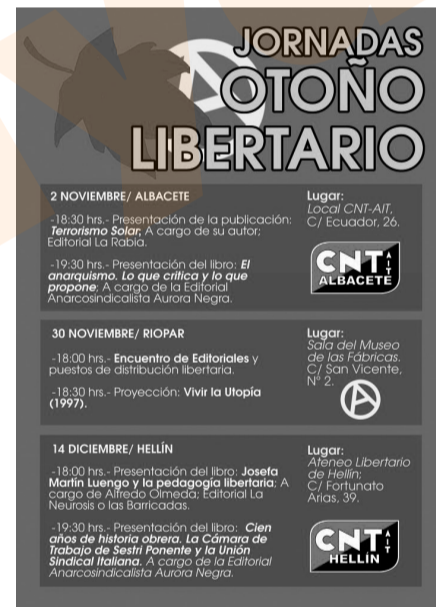 JORNADAS
OTOÑO
LIBERTARIO
2 NOVIEMBRE/ ALBACETE
-18:30 hrs.- Presentación de la publicación:
Terrorismo Solar; A cargo de su autor;
Editorial La Rabia.
-19:30 hrs.- Presentación del libro: El
anarquismo. Lo que critica y lo que
propone; A cargo de la Editorial
Anarcosindicalista Aurora Negra.
Lugar:
Local CNT-AIT,
C/ Ecuador, 26.
CNT
AIT
ALBACETE
30 NOVIEMBRE/ RIOPAR
-18:00 hrs.- Encuentro de Editoriales y
puestos de distribución libertaria.
-18:30 hrs.- Proyección: Vivir la Utopía
(1997).
Lugar:
Sala del Museo
de las Fábricas.
C/ San Vicente,
Nº 2.
14 DICIEMBRE/ HELLÍN
-18:00 hrs.- Presentación del libro: Josefa
Martín Luengo y la pedagogía libertaria; A
cargo de Alfredo Olmeda; Editorial La
Neurosis o las Barricadas.
-19:30 hrs.- Presentación del libro: Cien
años de historia obrera. La Cámara de
Trabajo de Sestri Ponente y la Unión
Sindical Italiana. A cargo de la Editorial
Anarcosindicalista Aurora Negra.
Lugar:
Ateneo Libertario
de Hellín;
C/ Fortunato
Arias, 39.
CNT
AIT
HELLÍN